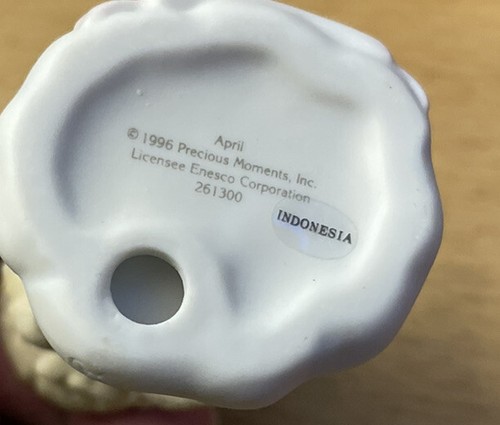 April
© 1996 Precious Moments, Inc.
Licensee Enesco Corporation
261300
INDONESIA